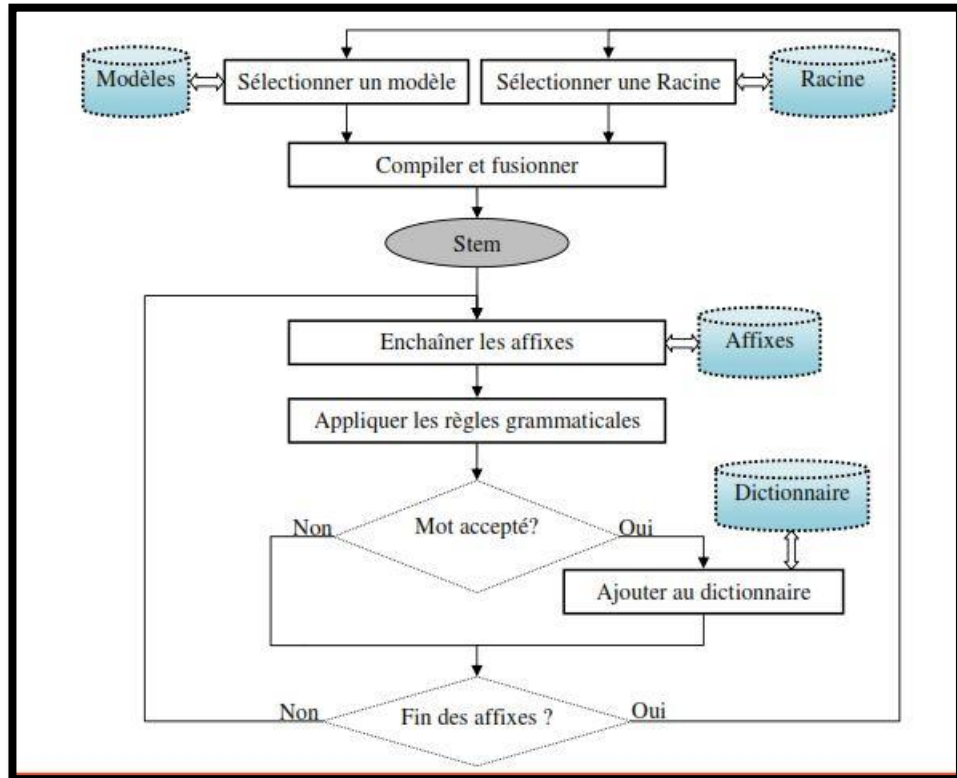 Modèles
Sélectionner un modèle
Sélectionner une Racine
Racine
Compiler et fusionner
Stem
Enchaîner les affixes
Affixes
Appliquer les règles grammaticales
Dictionnaire
Non
Mot accepté?
Oui
Ajouter au dictionnaire
Non
Fin des affixes ?
Oui